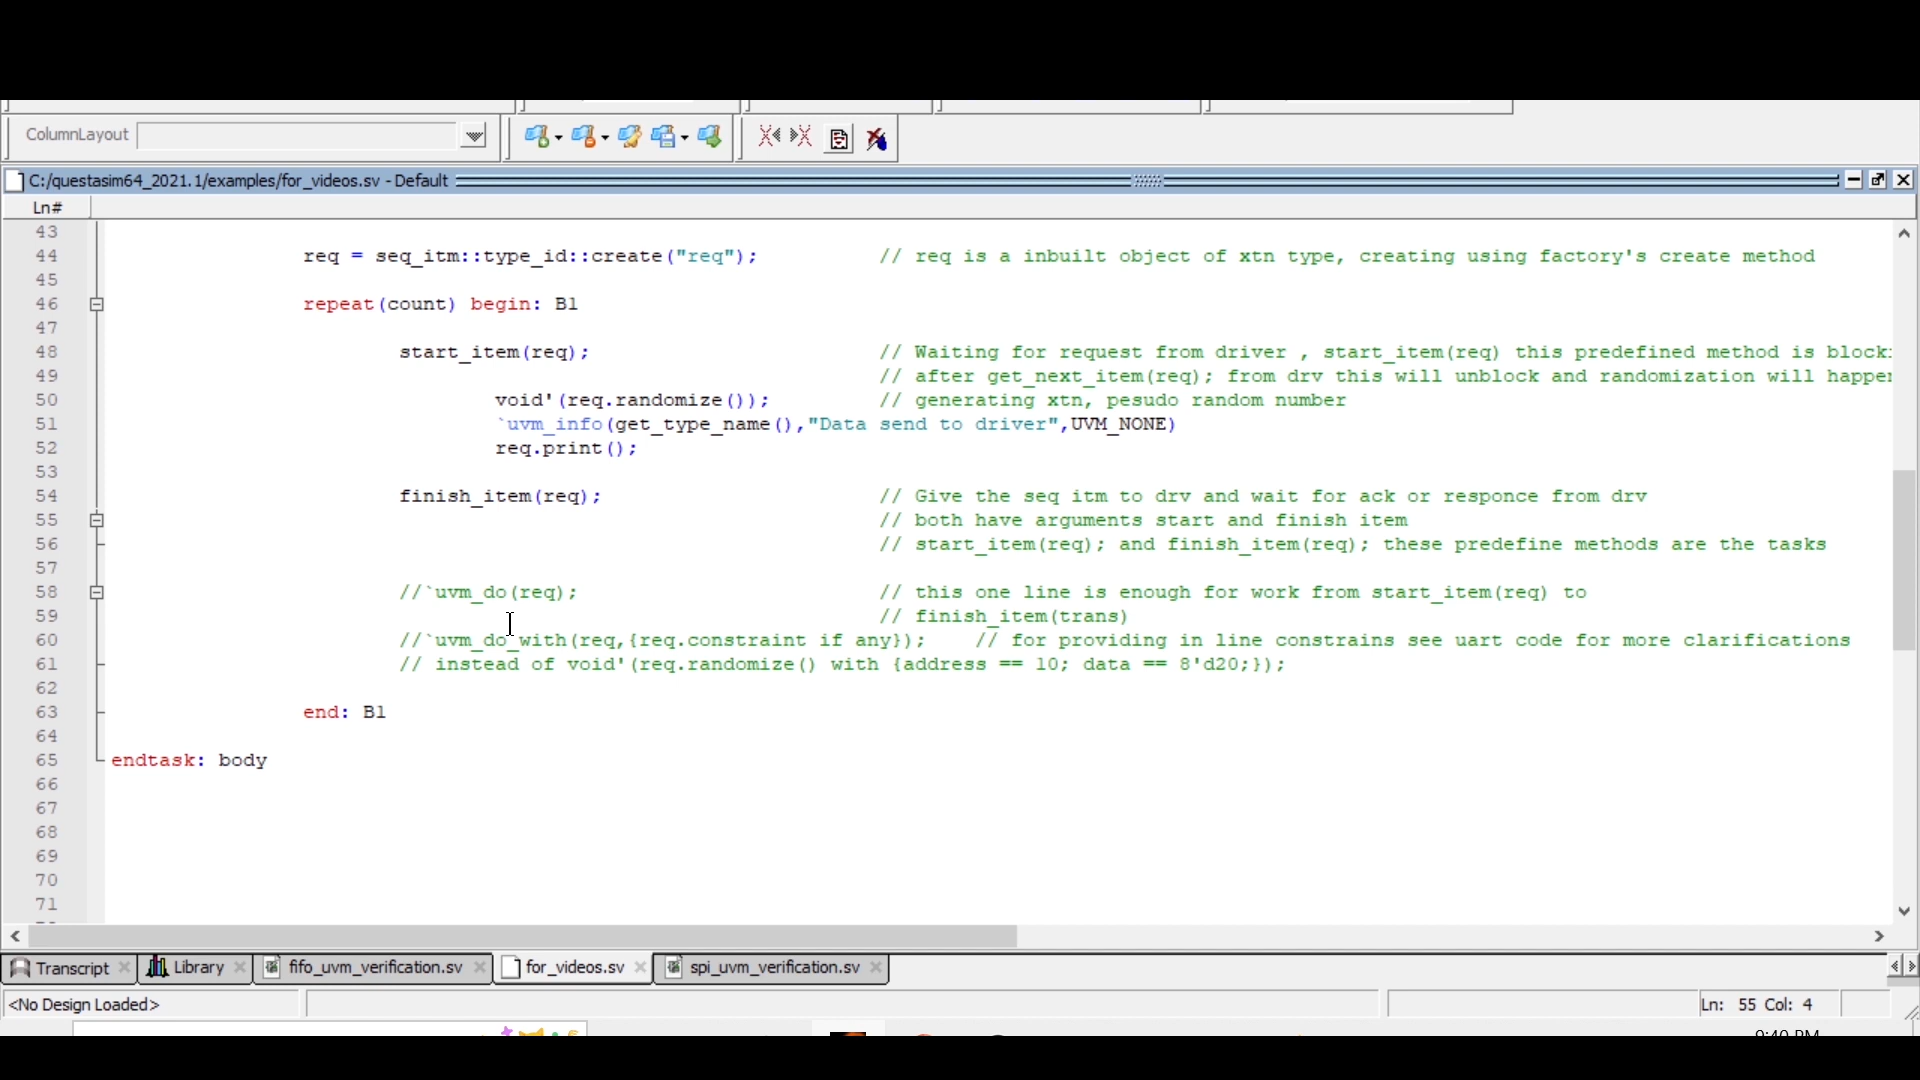 ColumnLayout
C:/questasim64_2021.1/examples/for_videos.sv - Default
Ln#
43
44 req = seq_itm::type_id::create("req"); // req is a inbuilt object of xtn type, creating using factory's create method
45
46 repeat(count) begin: B1
47
48 start_item(req); // Waiting for request from driver , start_item(req) this predefined method is block
49 // after get_next_item(req); from drv this will unblock and randomization will happe
50 void'(req.randomize()); // generating xtn, pesudo random number
51 `uvm_info(get_type_name(),"Data send to driver",UVM_NONE)
52 req.print();
53
54 finish_item(req); // Give the seq itm to drv and wait for ack or responce from drv
55 // both have arguments start and finish item
56 // start_item(req); and finish_item(req); these predefine methods are the tasks
57
58 //`uvm_do(req); // this one line is enough for work from start_item(req) to
59 // finish_item(trans)
60 //`uvm_do_with(req,{req.constraint if any}); // for providing in line constrains see uart code for more clarifications
61 // instead of void'(req.randomize() with {address == 10; data == 8'd20;});
62
63 end: B1
64
65 endtask: body
66
67
68
69
70
71
Transcript Library fifo_uvm_verification.sv for_videos.sv spi_uvm_verification.sv
<No Design Loaded> Ln: 55 Col: 4
9:40 PM